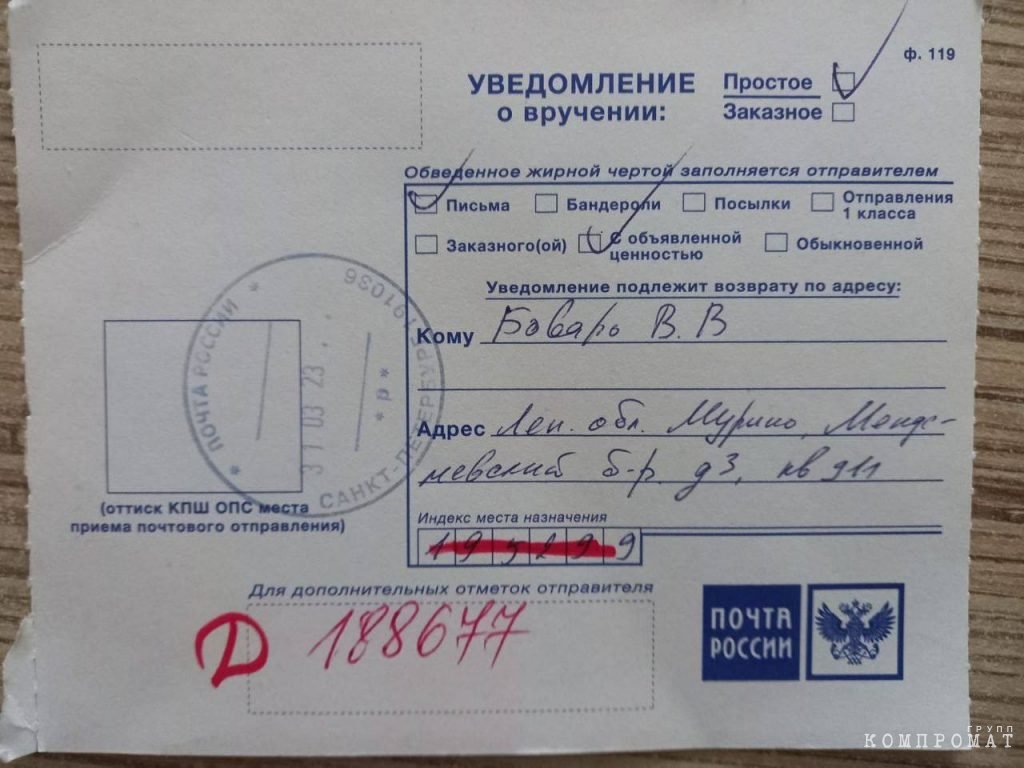 ф. 119
УВЕДОМЛЕНИЕ
о вручении:
Простое
Заказное
Обведенное жирной чертой заполняется отправителем
Письма Бандероли Посылки Отправления 1 класса
Заказного(ой) С объявленной ценностью Обыкновенной
Уведомление подлежит возврату по адресу:
Кому Боварь В. В
Адрес Лен. обл. Мурино, Менде-
леевский б-р. д3, кв 911
Индекс места назначения
195299
ПОЧТА РОССИИ
САНКТ-ПЕТЕРБУРГ 191036
31 03 23
* р *
(оттиск КПШ ОПС места
приема почтового отправления)
Для дополнительных отметок отправителя
Д 188677
ПОЧТА
РОССИИ
ГРУПП
КОМПРОМАТ